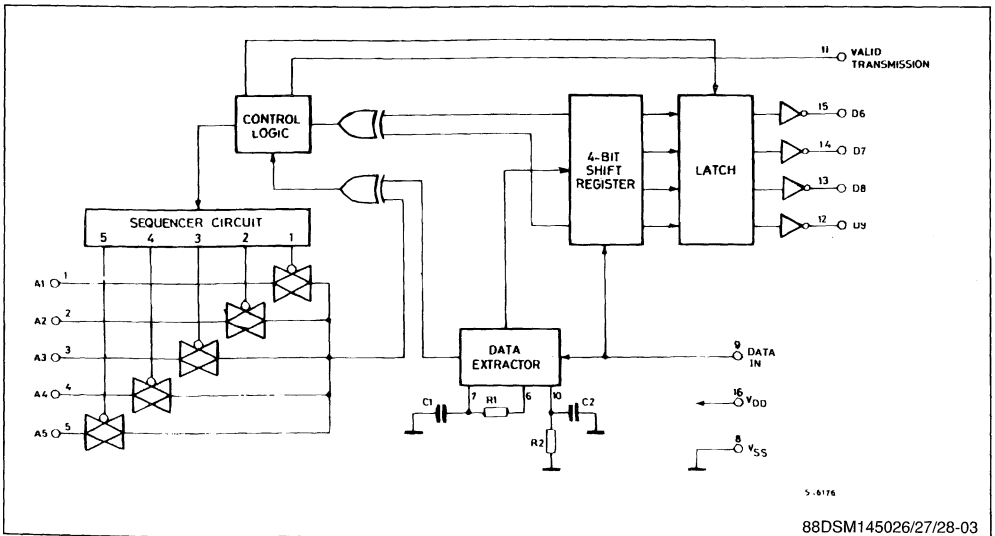 11 VALID
TRANSMISSION
CONTROL
LOGIC
4-BIT
SHIFT
REGISTER
LATCH
15 D6
14 D7
13 D8
12 D9
SEQUENCER CIRCUIT
5 4 3 2 1
A1 1
A2 2
A3 3
A4 4
A5 5
DATA
EXTRACTOR
9 DATA
IN
7 6 10
C1 R1 C2
R2
16 VDD
8 VSS
S-6176
88DSM145026/27/28-03